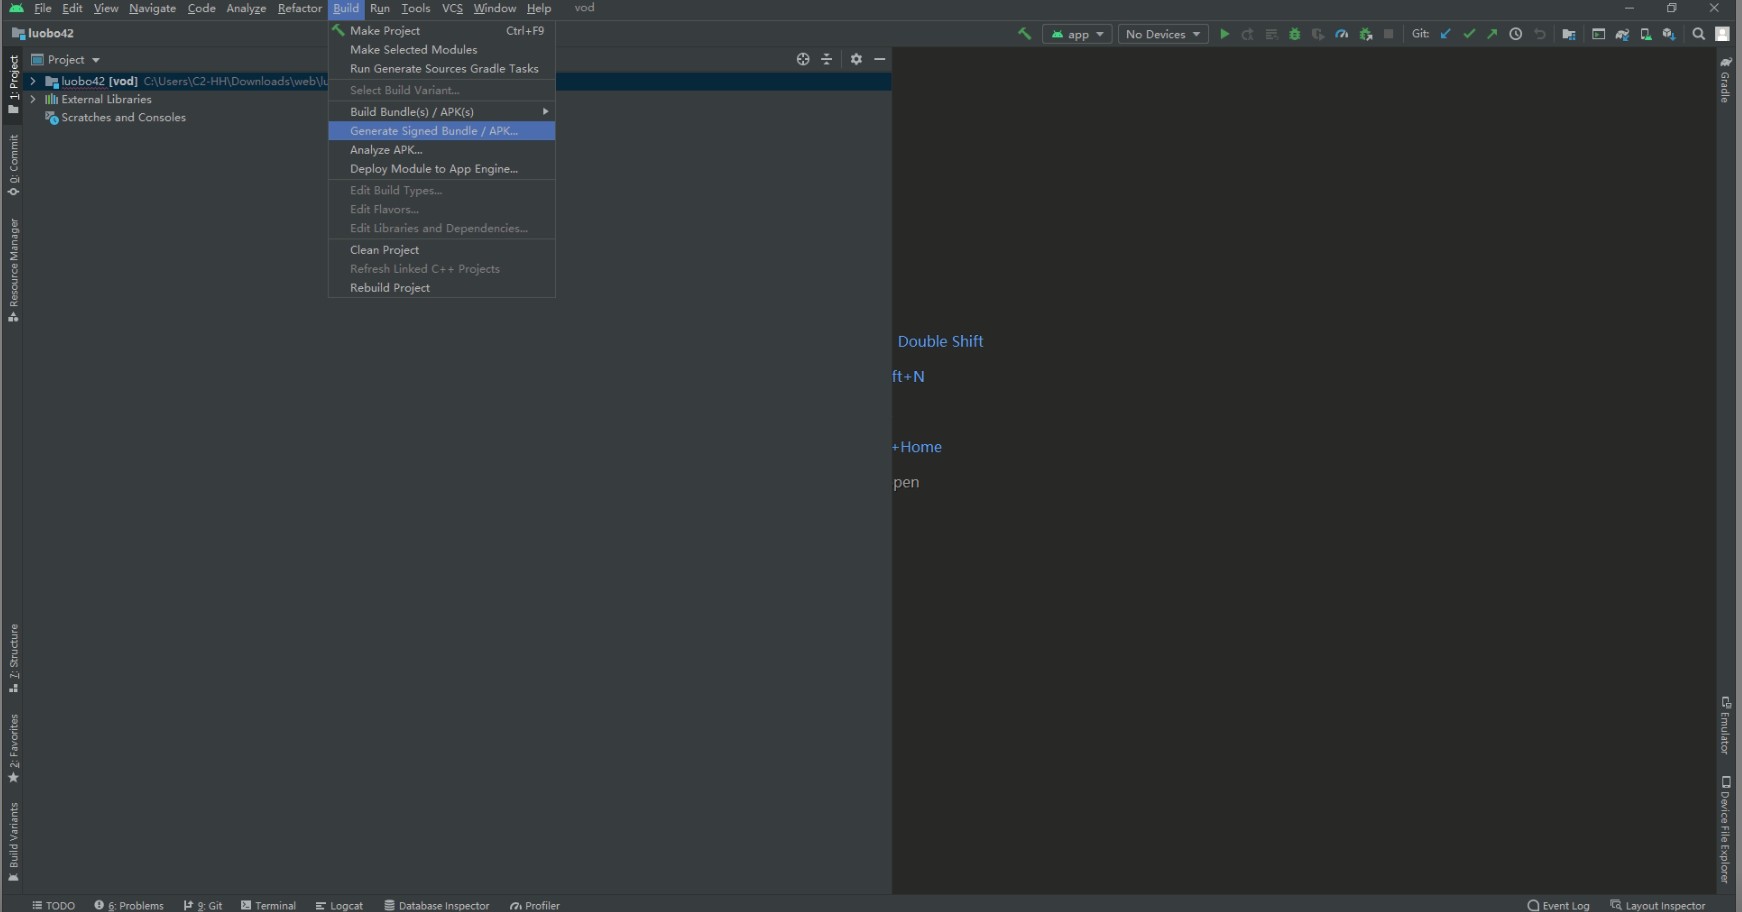 File Edit View Navigate Code Analyze Refactor Build Run Tools VCS Window Help vod
luobo42
app No Devices Git:
Project
luobo42 [vod] C:\Users\C2-HH\Downloads\web\lu
External Libraries
Scratches and Consoles
Make Project Ctrl+F9
Make Selected Modules
Run Generate Sources Gradle Tasks
Select Build Variant...
Build Bundle(s) / APK(s)
Generate Signed Bundle / APK...
Analyze APK...
Deploy Module to App Engine...
Edit Build Types...
Edit Flavors...
Edit Libraries and Dependencies...
Clean Project
Refresh Linked C++ Projects
Rebuild Project
Double Shift
ft+N
+Home
pen
1: Project
0: Commit
Resource Manager
7: Structure
2: Favorites
Build Variants
Gradle
Emulator
Device File Explorer
TODO 6: Problems 9: Git Terminal Logcat Database Inspector Profiler Event Log Layout Inspector